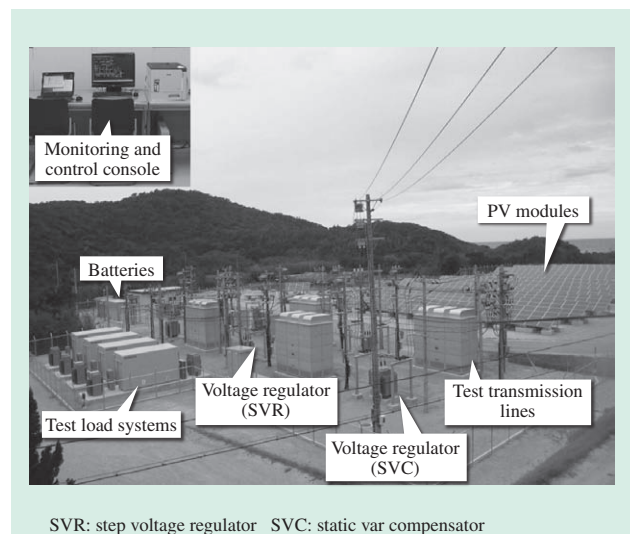 Monitoring and
control console
PV modules
Batteries
Voltage regulator
(SVR)
Test transmission
lines
Test load systems
Voltage regulator
(SVC)
SVR: step voltage regulator SVC: static var compensator